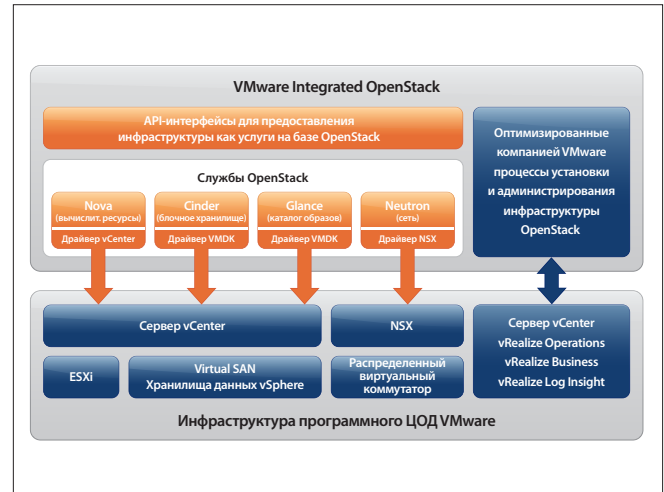 VMware Integrated OpenStack
API-интерфейсы для предоставления
инфраструктуры как услуги на базе OpenStack
Службы OpenStack
Nova
(вычислит. ресурсы)
Драйвер vCenter
Cinder
(блочное хранилище)
Драйвер VMDK
Glance
(каталог образов)
Драйвер VMDK
Neutron
(сеть)
Драйвер NSX
Оптимизированные
компанией VMware
процессы установки
и администрирования
инфраструктуры
OpenStack
Сервер vCenter
NSX
ESXi
Virtual SAN
Хранилища данных vSphere
Распределенный
виртуальный
коммутатор
Сервер vCenter
vRealize Operations
vRealize Business
vRealize Log Insight
Инфраструктура программного ЦОД VMware